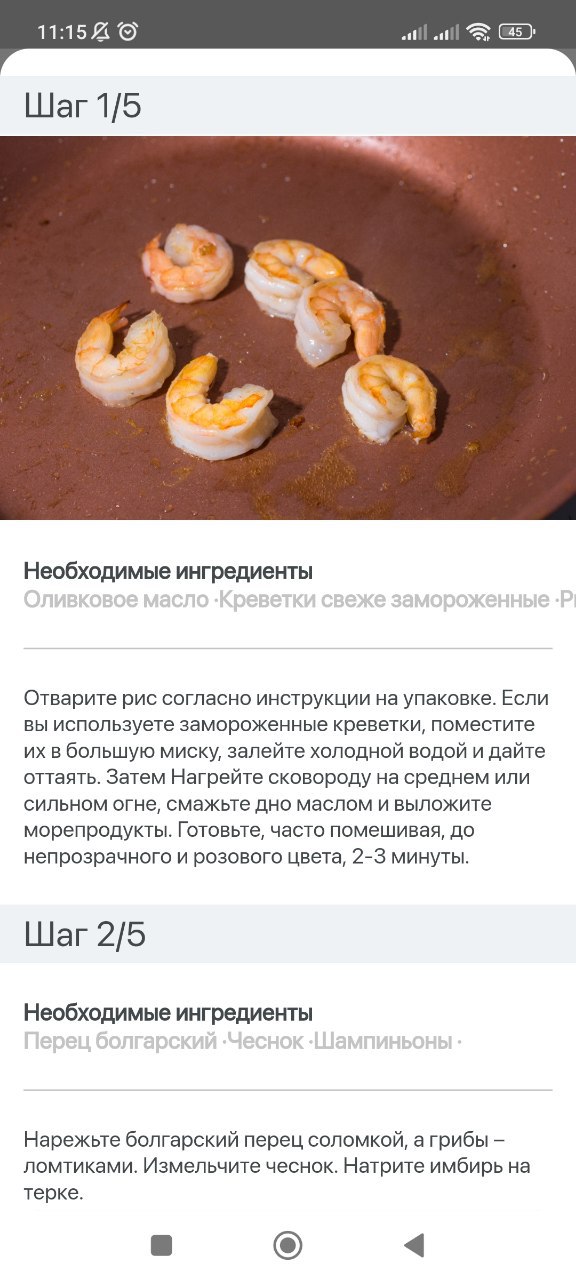 11:15
45
Шаг 1/5
Необходимые ингредиенты
Оливковое масло ·Креветки свеже замороженные ·
Отварите рис согласно инструкции на упаковке. Если
вы используете замороженные креветки, поместите
их в большую миску, залейте холодной водой и дайте
оттаять. Затем Нагрейте сковороду на среднем или
сильном огне, смажьте дно маслом и выложите
морепродукты. Готовьте, часто помешивая, до
непрозрачного и розового цвета, 2-3 минуты.
Шаг 2/5
Необходимые ингредиенты
Перец болгарский ·Чеснок ·Шампиньоны ·
Нарежьте болгарский перец соломкой, а грибы –
ломтиками. Измельчите чеснок. Натрите имбирь на
терке.